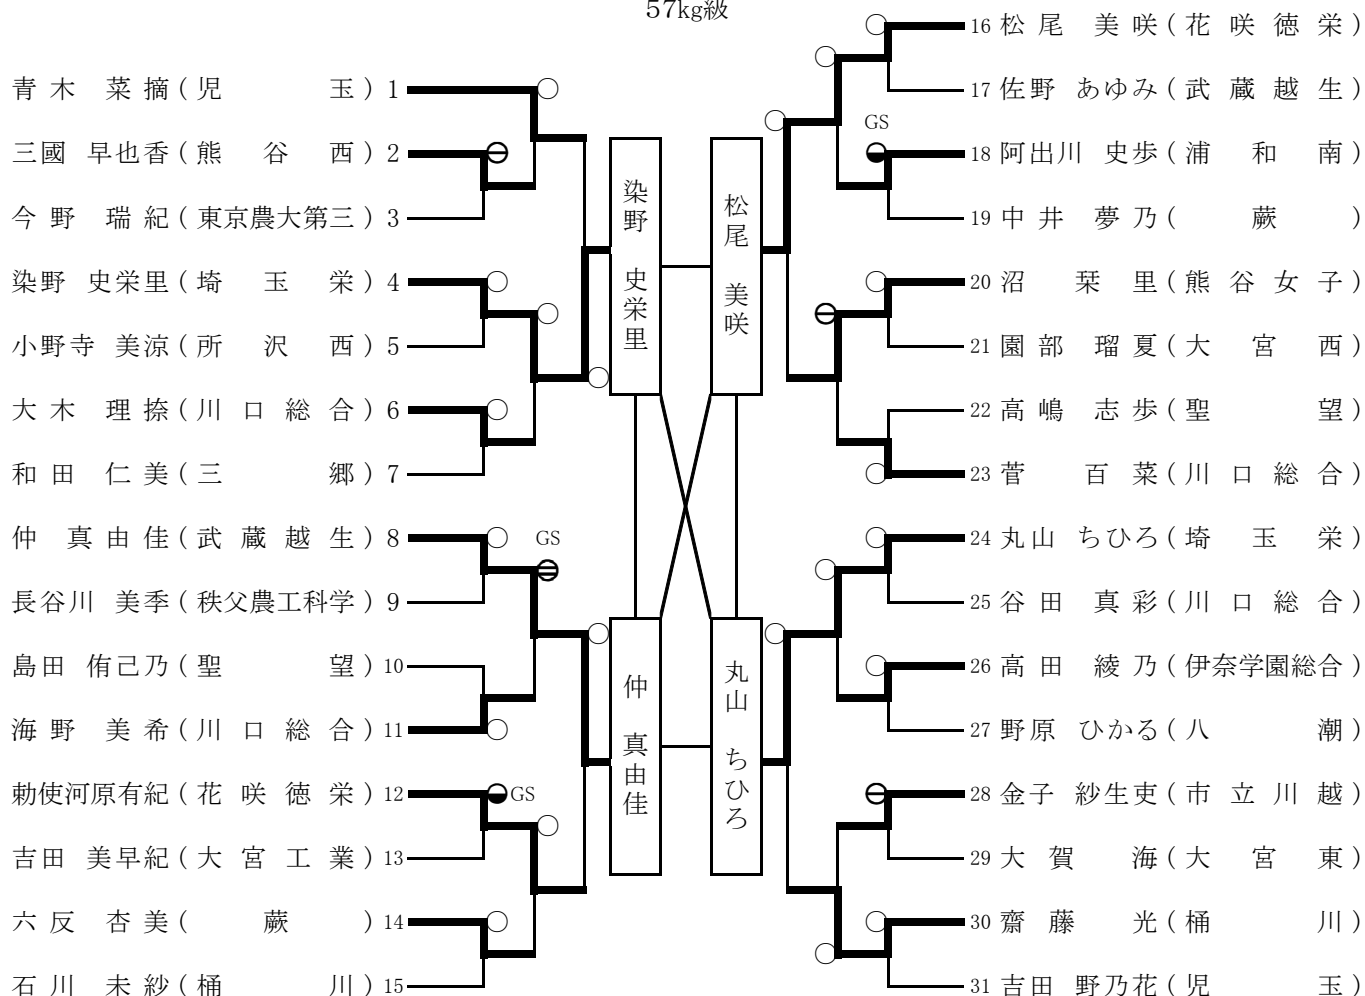 57kg級
青木 菜摘(児玉)1
三國 早也香(熊谷西)2
今野 瑞紀(東京農大第三)3
染野 史栄里(埼玉栄)4
小野寺 美涼(所沢西)5
大木 理捺(川口総合)6
和田 仁美(三郷)7
仲 真由佳(武蔵越生)8
GS
長谷川 美季(秩父農工科学)9
島田 侑己乃(聖望)10
海野 美希(川口総合)11
勅使河原有紀(花咲徳栄)12
GS
吉田 美早紀(大宮工業)13
六反 杏美(蕨)14
石川 未紗(桶川)15
染野 史栄里
松尾 美咲
仲 真由佳
丸山 ちひろ
16 松尾 美咲(花咲徳栄)
17 佐野 あゆみ(武蔵越生)
GS
18 阿出川 史歩(浦和南)
19 中井 夢乃(蕨)
20 沼 栞里(熊谷女子)
21 園部 瑠夏(大宮西)
22 高嶋 志歩(聖望)
23 菅 百菜(川口総合)
24 丸山 ちひろ(埼玉栄)
25 谷田 真彩(川口総合)
26 高田 綾乃(伊奈学園総合)
27 野原 ひかる(八潮)
28 金子 紗生吏(市立川越)
29 大賀 海(大宮東)
30 齋藤 光(桶川)
31 吉田 野乃花(児玉)